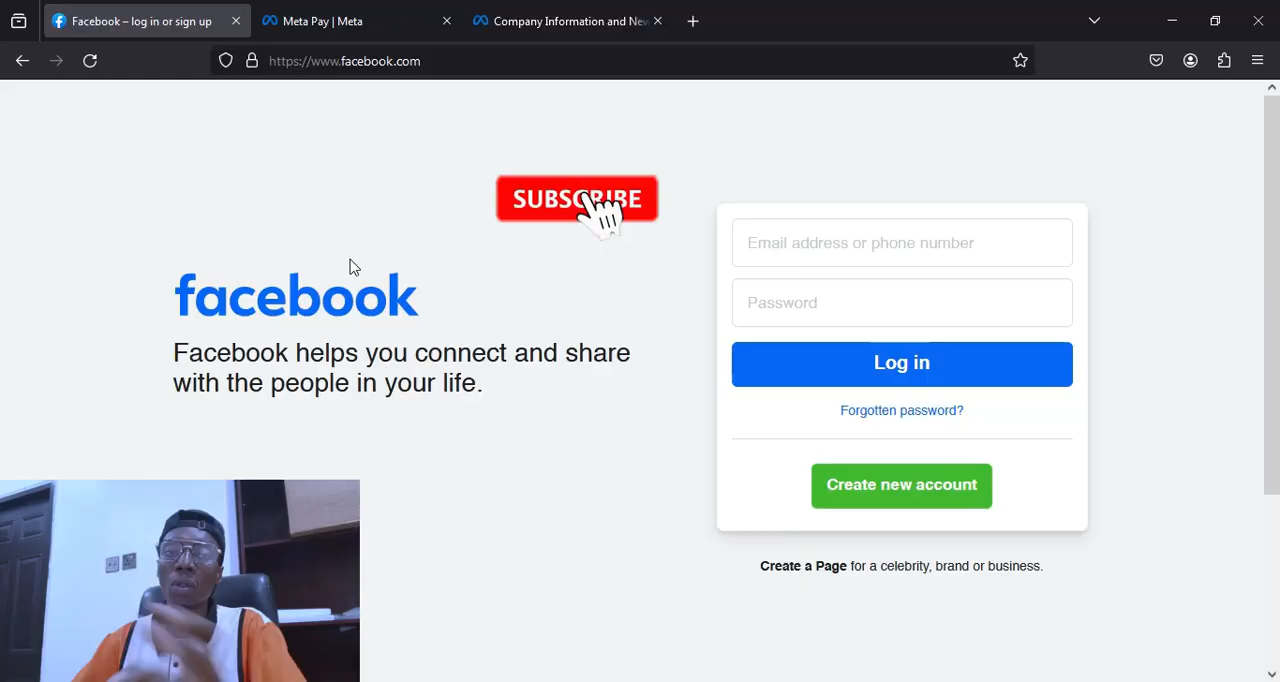 Facebook – log in or sign up
Meta Pay | Meta
Company Information and Nev
https://www.facebook.com
SUBSCRIBE
facebook
Facebook helps you connect and share
with the people in your life.
Email address or phone number
Password
Log in
Forgotten password?
Create new account
Create a Page for a celebrity, brand or business.